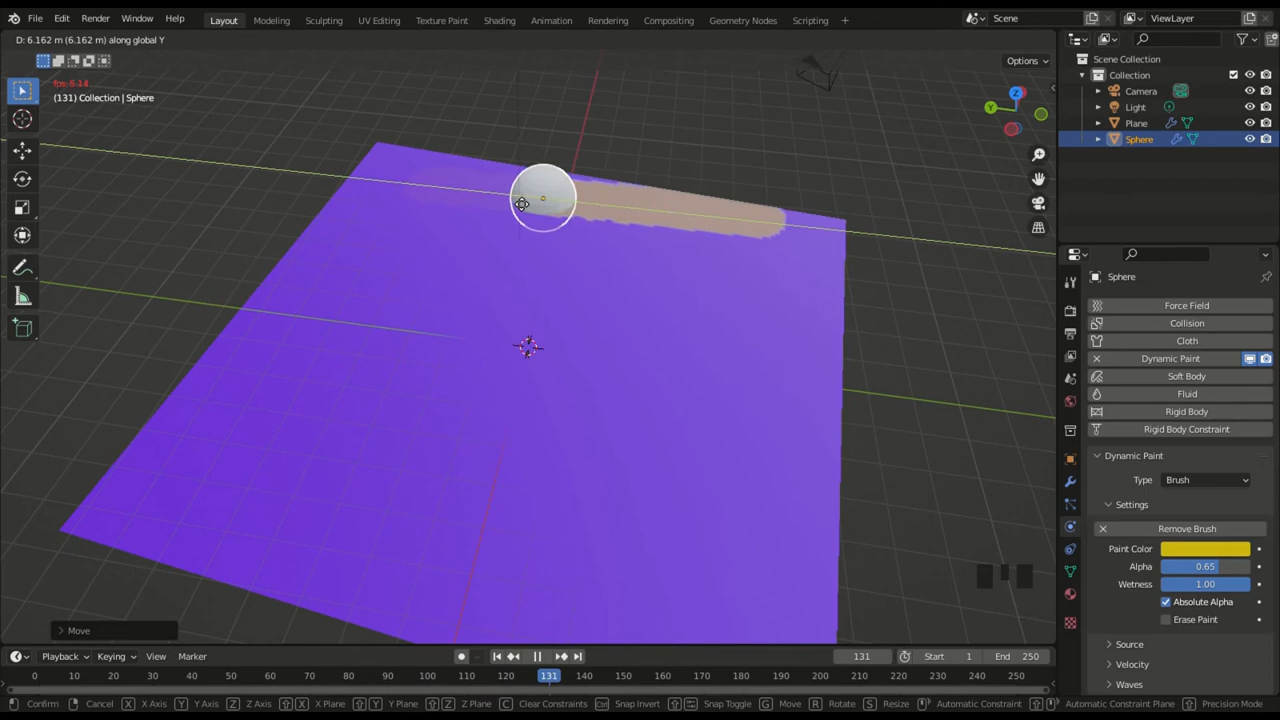 File Edit Render Window Help Layout Modeling Sculpting UV Editing Texture Paint Shading Animation Rendering Compositing Geometry Nodes Scripting + Scene ViewLayer
D: 6.162 m (6.162 m) along global Y
Options
fps: 5.14
(131) Collection | Sphere
Z
Y
Scene Collection
Collection
Camera
Light
Plane
Sphere
Sphere
Force Field
Collision
Cloth
Dynamic Paint
Soft Body
Fluid
Rigid Body
Rigid Body Constraint
Dynamic Paint
Type Brush
Settings
Remove Brush
Paint Color
Alpha 0.65
Wetness 1.00
Absolute Alpha
Erase Paint
Source
Velocity
Waves
Move
Playback Keying View Marker 131 Start 1 End 250
0 10 20 30 40 50 60 70 80 90 100 110 120 131 140 150 160 170 180 190 200 210 220 230 240 250
Confirm Cancel X X Axis Y Y Axis Z Z Axis X X Plane Y Y Plane Z Z Plane C Clear Constraints Ctrl Snap Invert Snap Toggle G Move R Rotate S Resize Automatic Constraint Automatic Constraint Plane Precision Mode